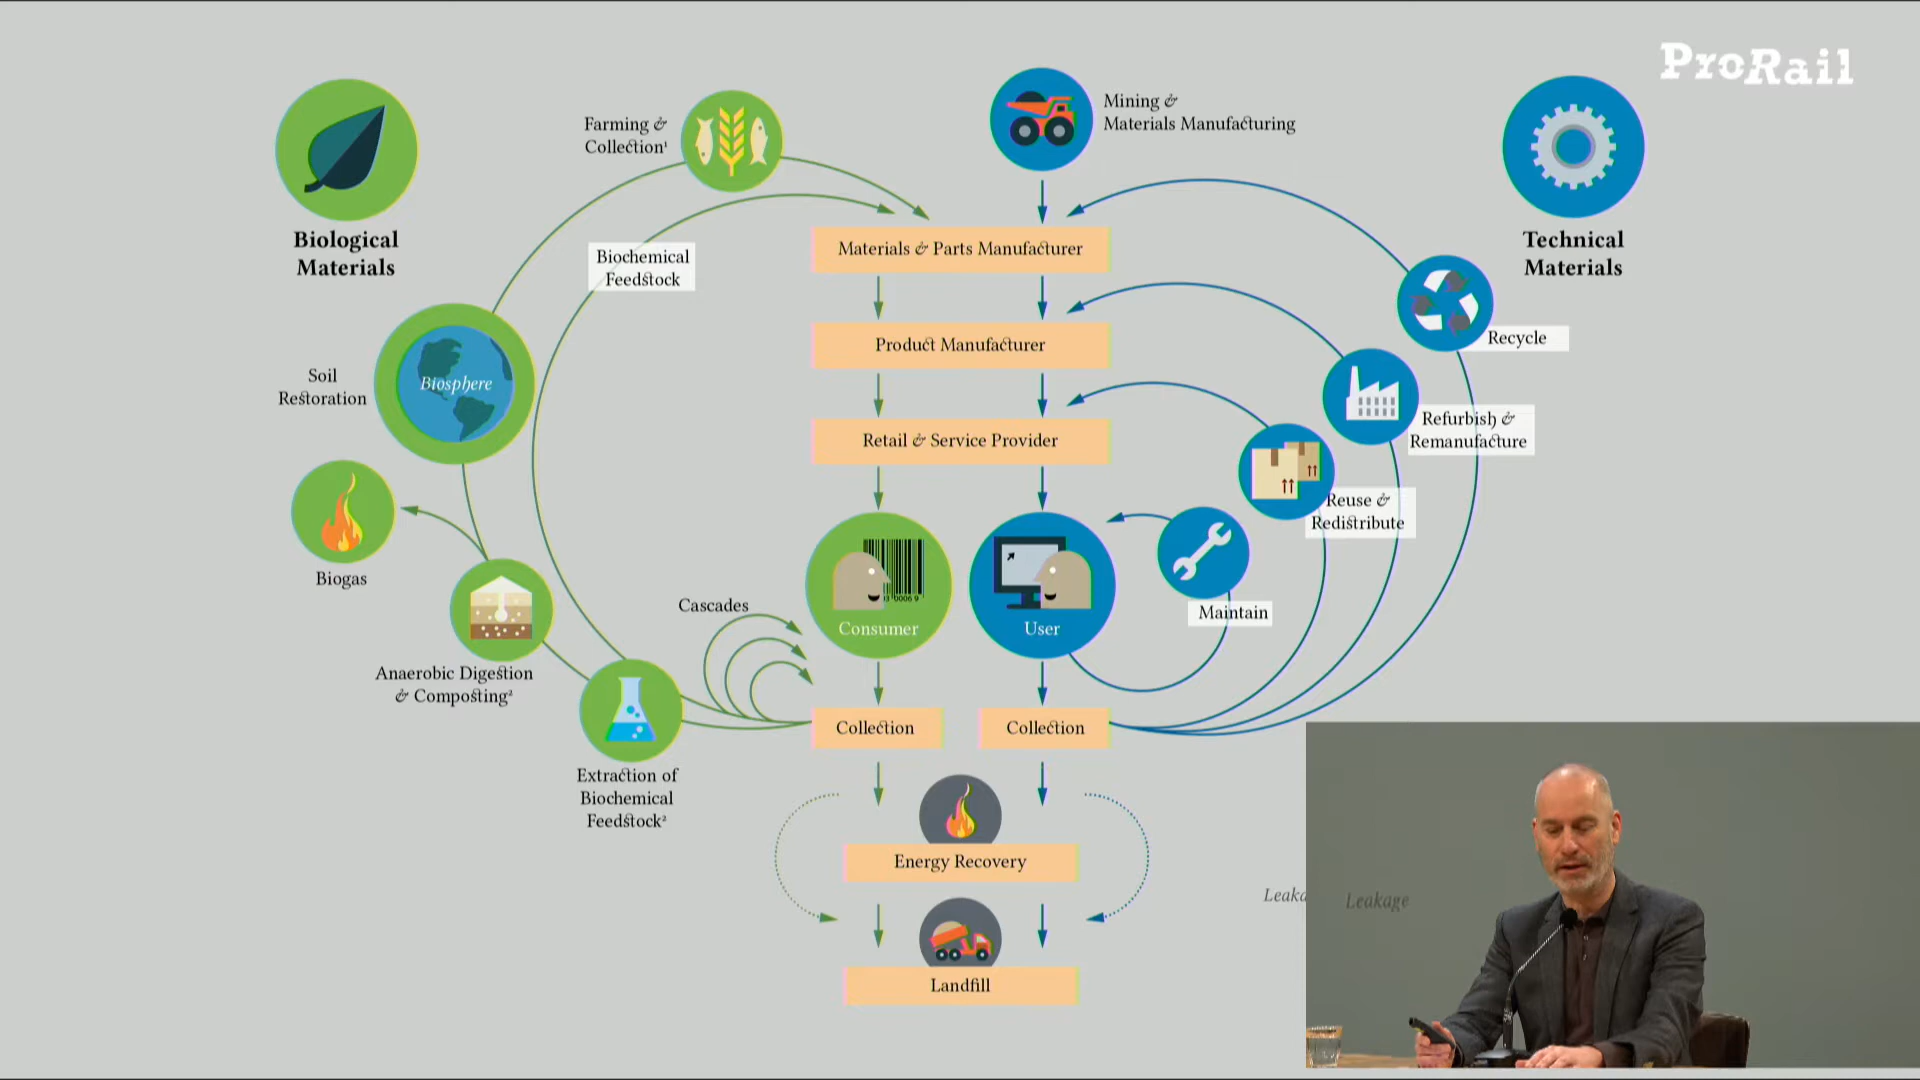 ProRail
Biological
Materials
Farming &
Collection¹
Mining &
Materials Manufacturing
Technical
Materials
Biochemical
Feedstock
Materials & Parts Manufacturer
Recycle
Product Manufacturer
Soil
Restoration
Biosphere
Refurbish &
Remanufacture
Retail & Service Provider
Reuse &
Redistribute
Biogas
Cascades
Consumer
User
Maintain
Anaerobic Digestion
& Composting²
Collection
Collection
Extraction of
Biochemical
Feedstock²
Energy Recovery
Leakage
Landfill